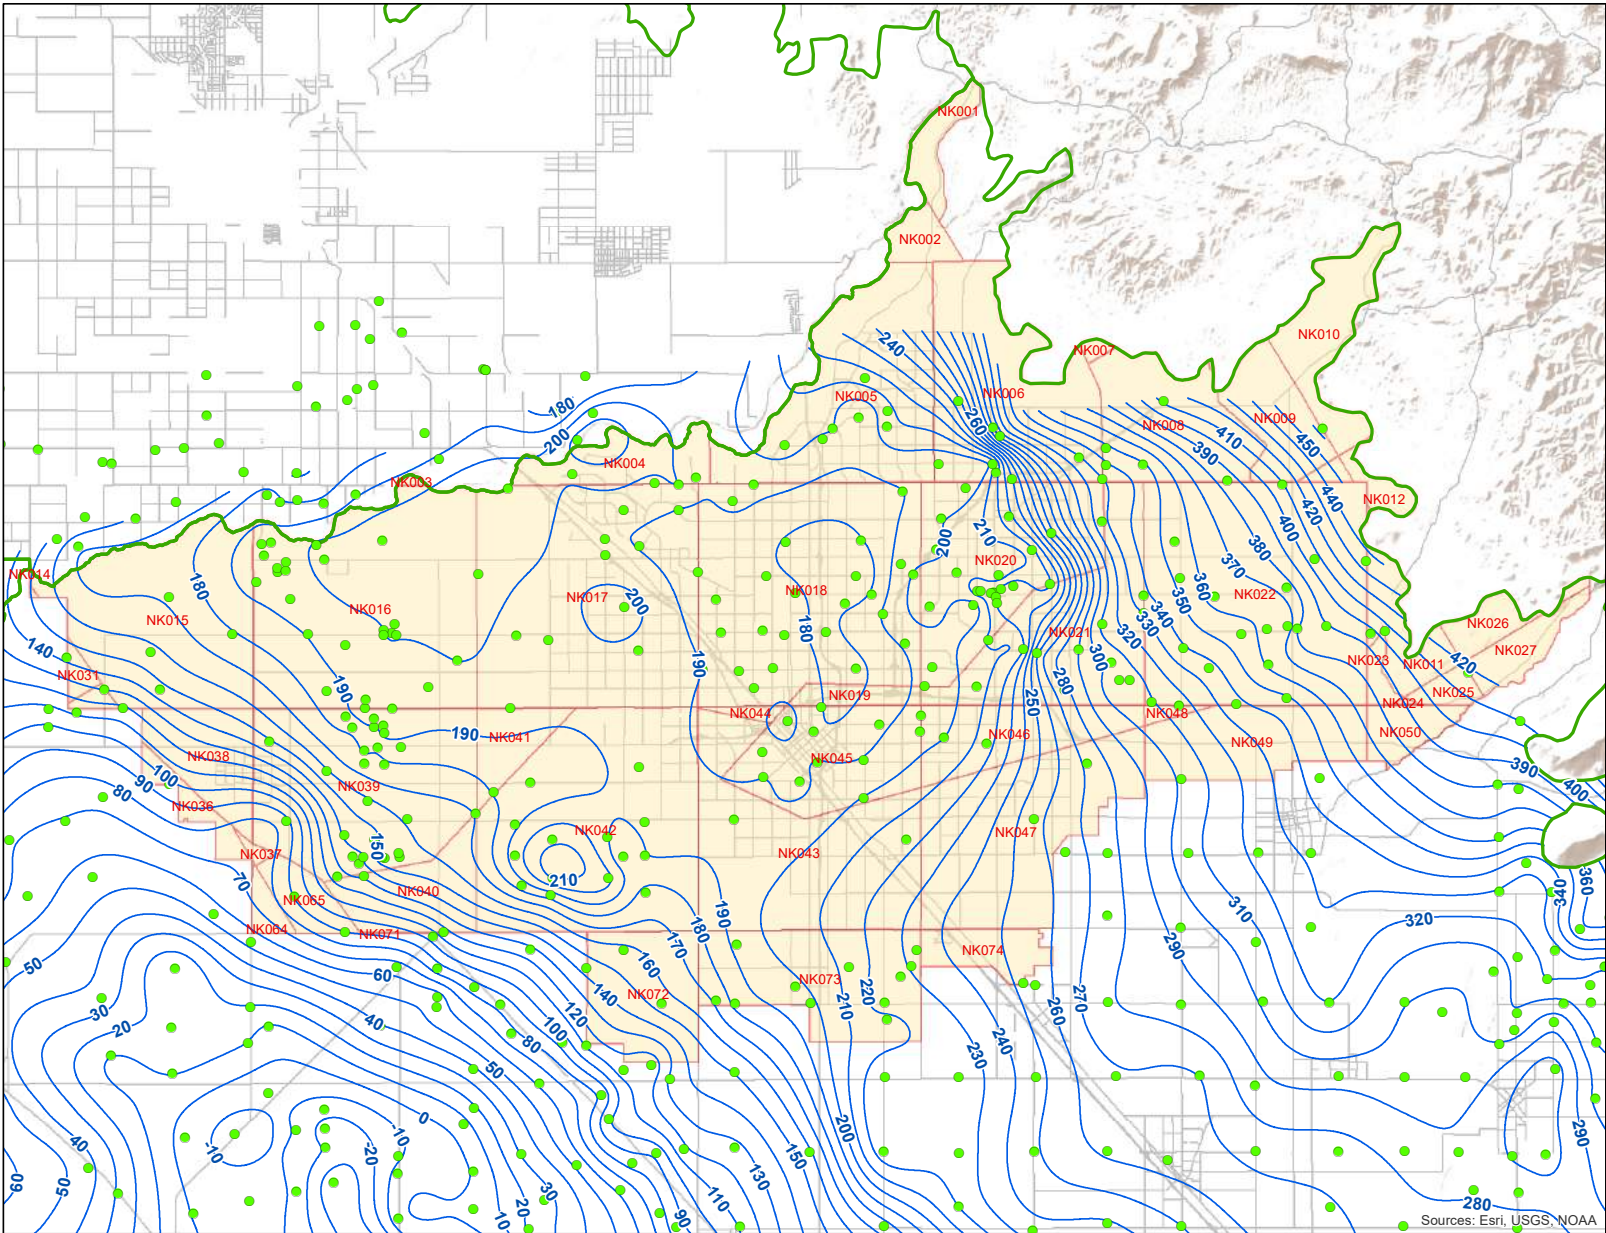 NK001
NK002
NK010
240
NK007
NK006
NK005
180
260
NK008
NK009
410
450
200
390
NK004
NK003
440
NK012
420
400
210
200
380
NK020
370
NK014
180
NK016
NK017
200
NK018
360
NK022
350
NK015
340
330
180
NK021
320
NK026
140
NK027
300
190
NK023
NK011
420
NK031
280
NK025
190
NK019
250
NK024
NK044
NK048
190
NK041
NK046
NK049
NK050
NK038
NK045
390
100
90
NK039
400
80
NK036
NK042
NK047
150
NK037
NK043
210
360
70
NK040
340
NK065
190
310
320
NK064
NK071
180
170
290
NK074
50
60
160
NK073
NK072
140
220
270
30
120
210
260
20
40
100
80
240
230
50
0
200
290
-10
-10
40
-20
150
60
50
30
130
20
110
10
90
280
Sources: Esri, USGS, NOAA